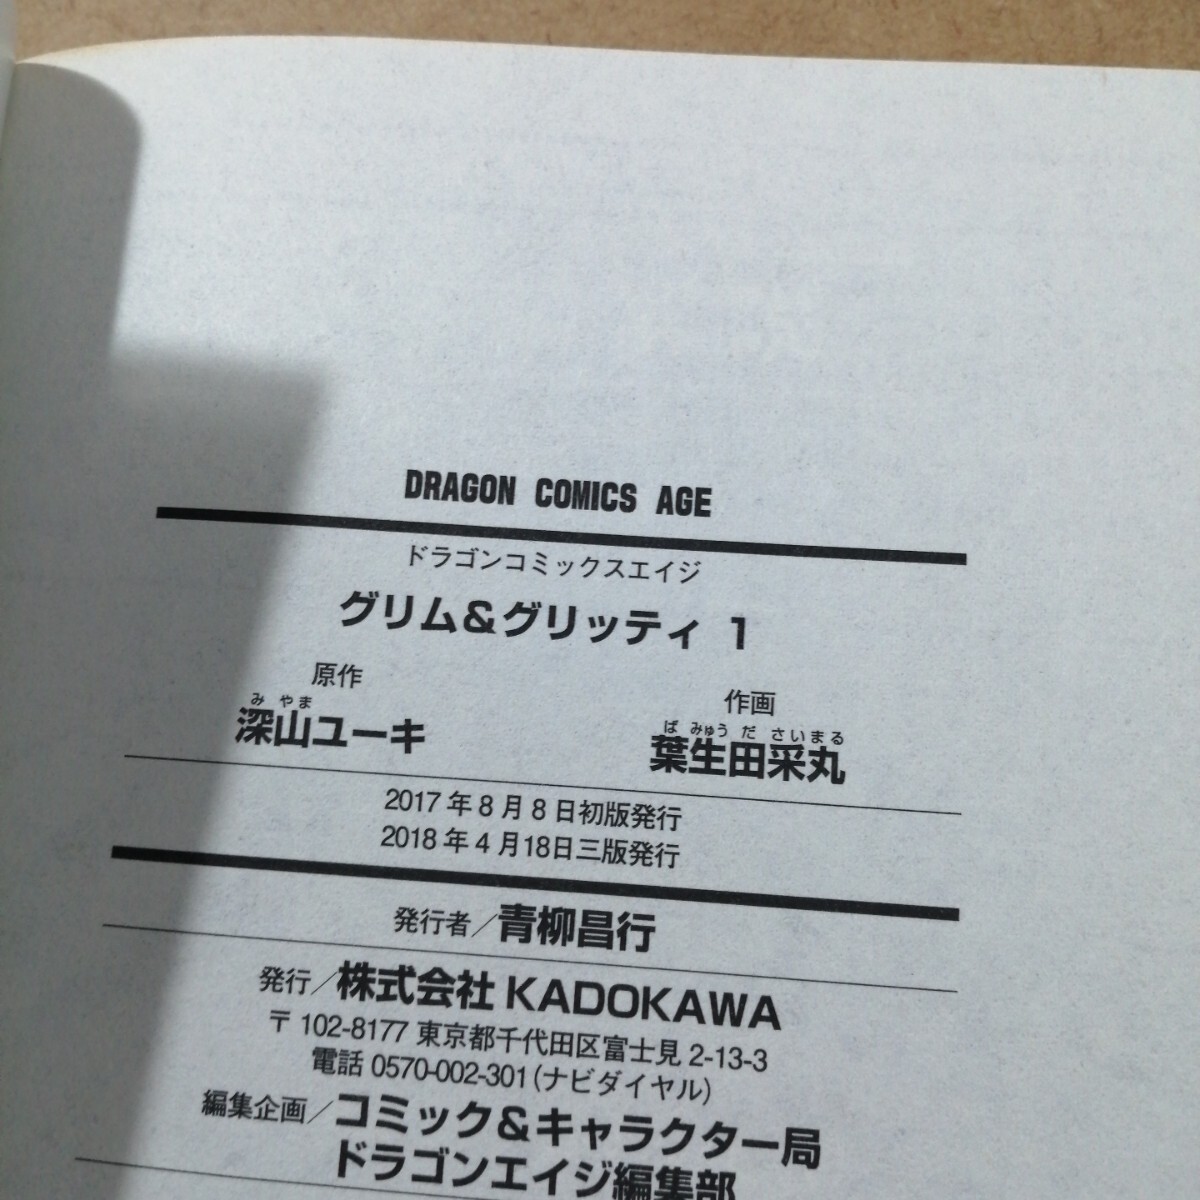 DRAGON COMICS AGE
ドラゴンコミックスエイジ
グリム&グリッティ 1
原作
みやま
深山ユーキ
作画
ばみゅうださいまる
葉生田采丸
2017年8月8日初版発行
2018年4月18日三版発行
発行者/青柳昌行
発行/株式会社KADOKAWA
〒102-8177 東京都千代田区富士見2-13-3
電話 0570-002-301(ナビダイヤル)
編集企画/コミック&キャラクター局
ドラゴンエイジ編集部